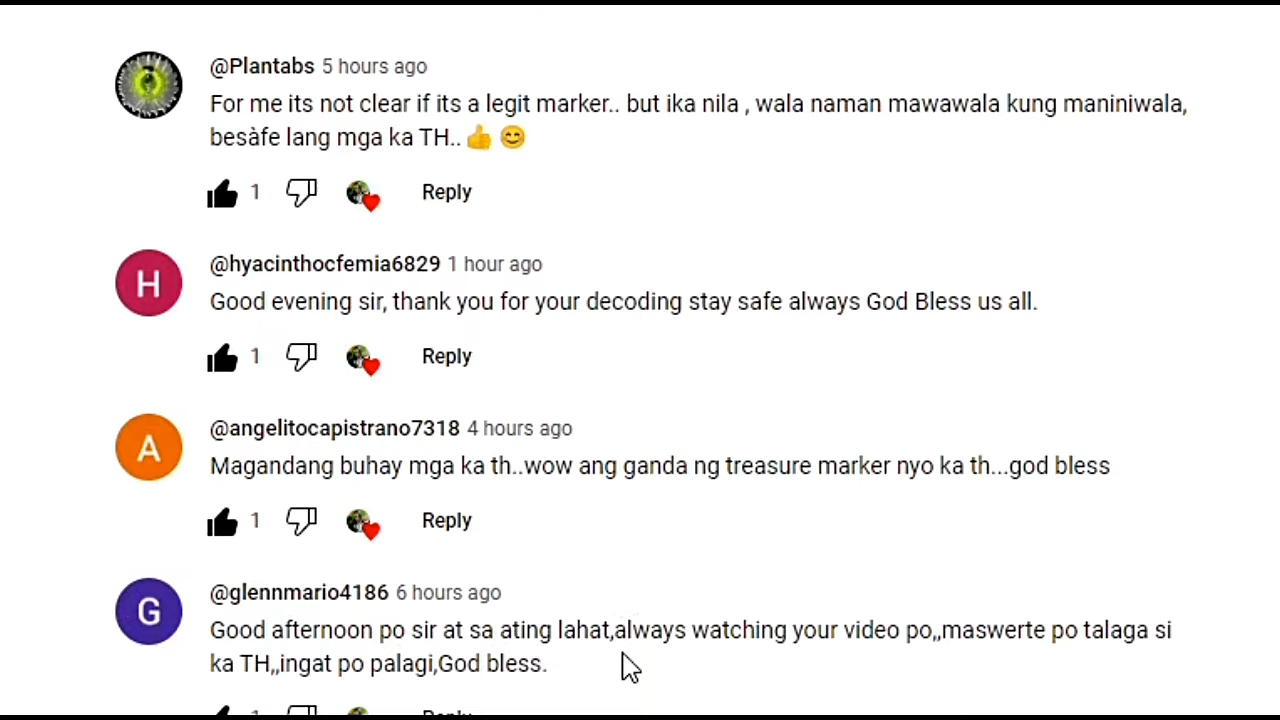 @Plantabs 5 hours ago
For me its not clear if its a legit marker.. but ika nila , wala naman mawawala kung maniniwala,
besàfe lang mga ka TH.. 👍 😊
1 Reply
H
@hyacinthocfemia6829 1 hour ago
Good evening sir, thank you for your decoding stay safe always God Bless us all.
1 Reply
A
@angelitocapistrano7318 4 hours ago
Magandang buhay mga ka th..wow ang ganda ng treasure marker nyo ka th...god bless
1 Reply
G
@glennmario4186 6 hours ago
Good afternoon po sir at sa ating lahat,always watching your video po,,maswerte po talaga si
ka TH,,ingat po palagi,God bless.